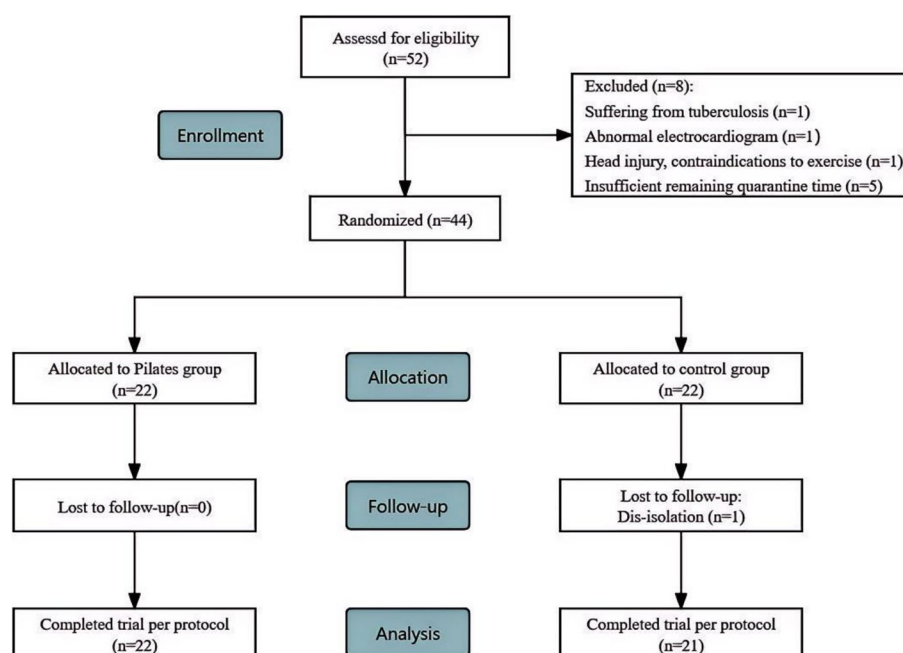 Assessd for eligibility
(n=52)
Excluded (n=8):
Suffering from tuberculosis (n=1)
Abnormal electrocardiogram (n=1)
Head injury, contraindications to exercise (n=1)
Insufficient remaining quarantine time (n=5)
Enrollment
Randomized (n=44)
Allocated to Pilates group
(n=22)
Allocation
Allocated to control group
(n=22)
Lost to follow-up(n=0)
Follow-up
Lost to follow-up:
Dis-isolation (n=1)
Completed trial per protocol
(n=22)
Analysis
Completed trial per protocol
(n=21)